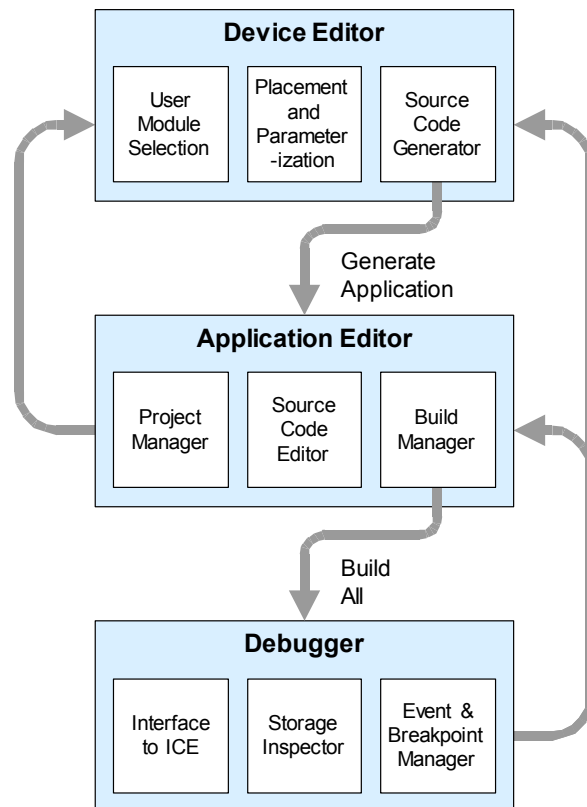 Device Editor
User
Module
Selection
Placement
and
Parameter
-ization
Source
Code
Generator
Generate
Application
Application Editor
Project
Manager
Source
Code
Editor
Build
Manager
Build
All
Debugger
Interface
to ICE
Storage
Inspector
Event &
Breakpoint
Manager